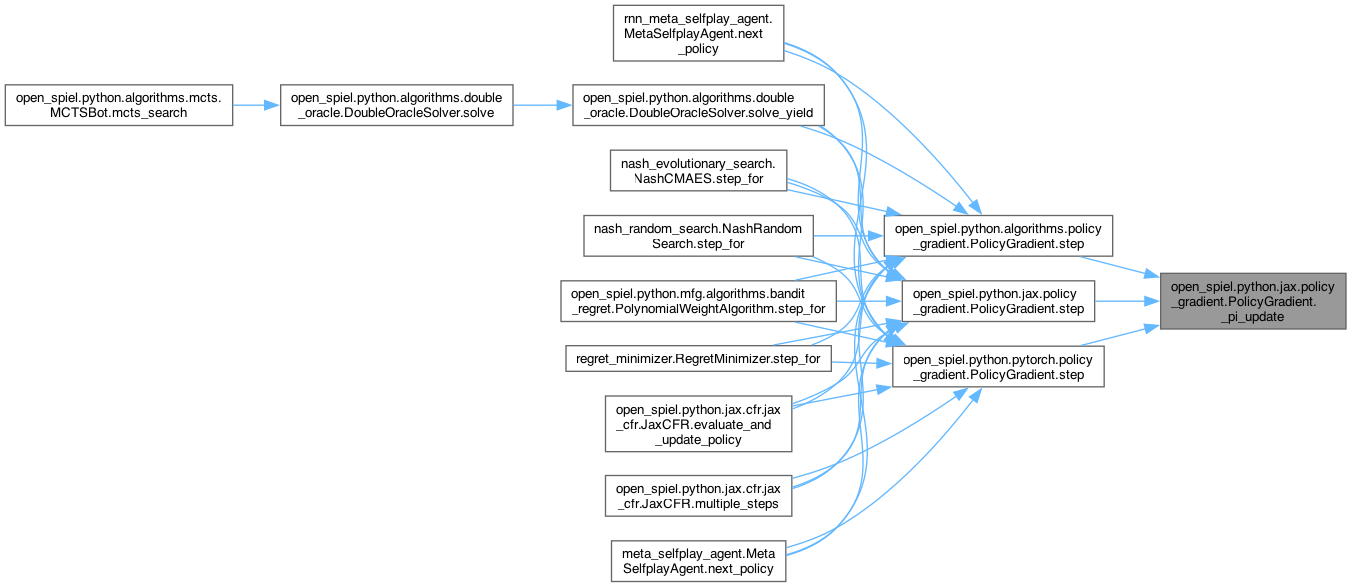 rnn_meta_selfplay_agent.
MetaSelfplayAgent.next
_policy
open_spiel.python.algorithms.mcts.
MCTSBot.mcts_search
open_spiel.python.algorithms.double
_oracle.DoubleOracleSolver.solve
open_spiel.python.algorithms.double
_oracle.DoubleOracleSolver.solve_yield
nash_evolutionary_search.
NashCMAES.step_for
nash_random_search.NashRandom
Search.step_for
open_spiel.python.mfg.algorithms.bandit
_regret.PolynomialWeightAlgorithm.step_for
regret_minimizer.RegretMinimizer.step_for
open_spiel.python.jax.cfr.jax
_cfr.JaxCFR.evaluate_and
_update_policy
open_spiel.python.jax.cfr.jax
_cfr.JaxCFR.multiple_steps
meta_selfplay_agent.Meta
SelfplayAgent.next_policy
open_spiel.python.algorithms.policy
_gradient.PolicyGradient.step
open_spiel.python.jax.policy
_gradient.PolicyGradient.step
open_spiel.python.pytorch.policy
_gradient.PolicyGradient.step
open_spiel.python.jax.policy
_gradient.PolicyGradient.
_pi_update